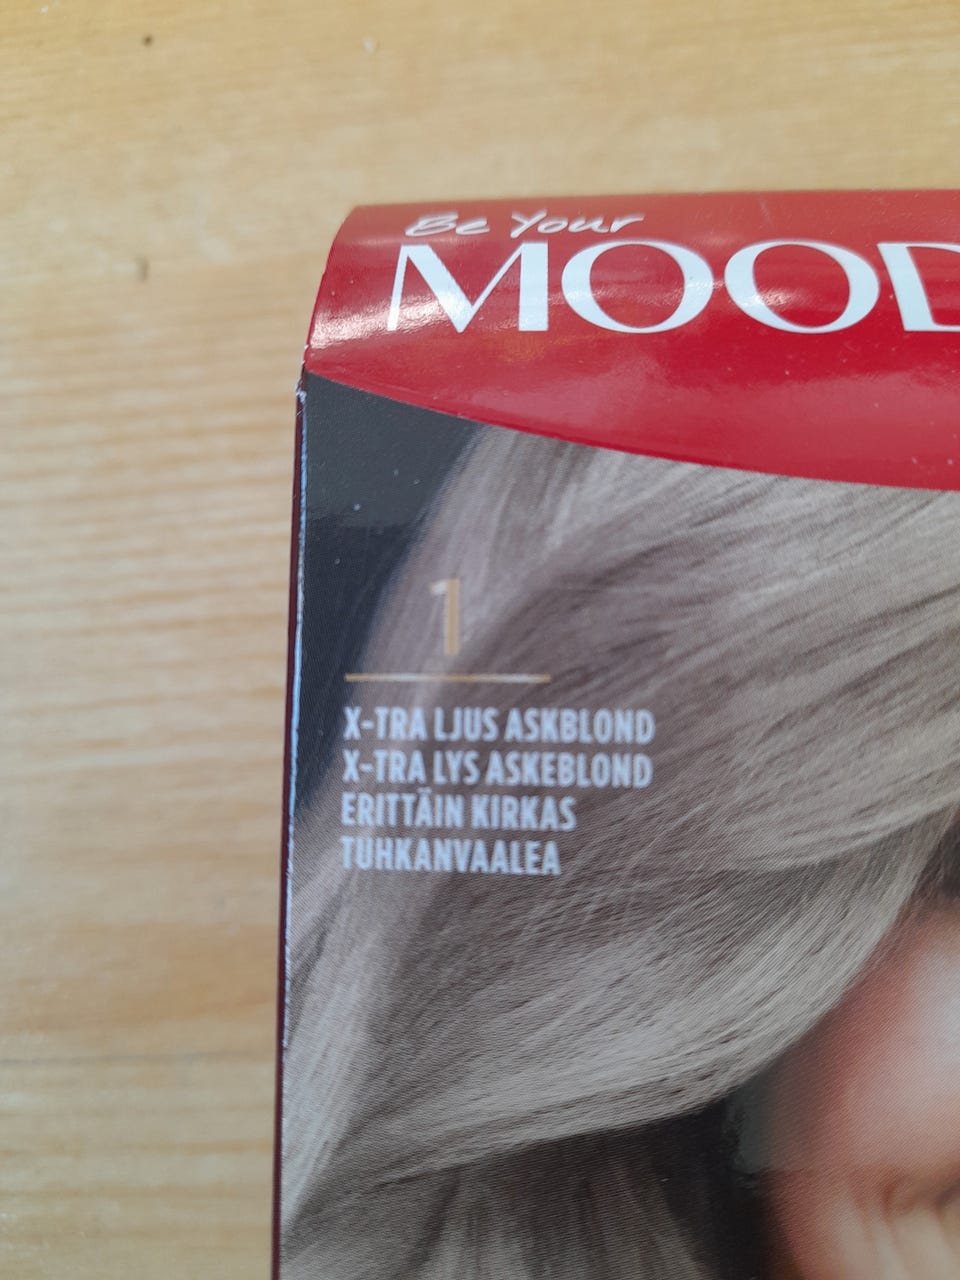 Be Your
MOOD
1
X-TRA LJUS ASKBLOND
X-TRA LYS ASKEBLOND
ERITTÄIN KIRKAS
TUHKANVAALEA